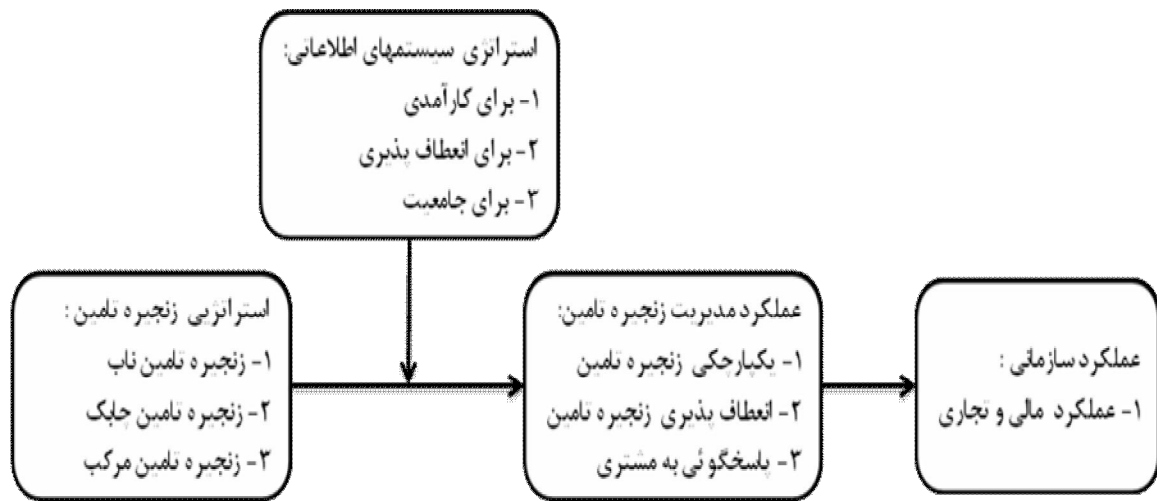 استراتژی سیستمهای اطلاعاتی:
۱- برای کارآمدی
۲- برای انعطاف پذیری
۳- برای جامعیت
استراتژیی زنجیره تامین :
۱- زنجیره تامین ناب
۲- زنجیره تامین چابک
۳- زنجیره تامین مرکب
عملکرد مدیریت زنجیره تامین:
۱- یکپارچگی زنجیره تامین
۲- انعطاف پذیری زنجیره تامین
۳- پاسخگوئی به مشتری
عملکرد سازمانی :
۱- عملکرد مالی و تجاری